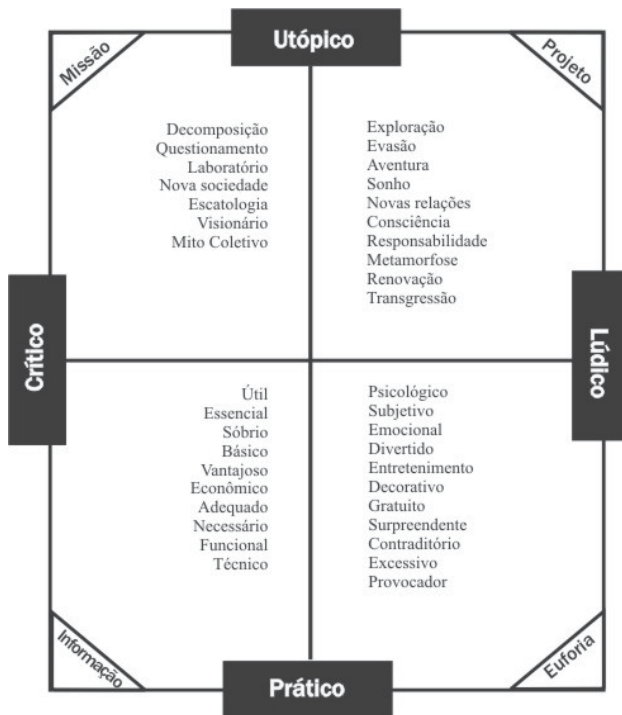 Utópico
Missão
Projeto
Decomposição
Questionamento
Laboratório
Nova sociedade
Escatologia
Visionário
Mito Coletivo
Exploração
Evasão
Aventura
Sonho
Novas relações
Consciência
Responsabilidade
Metamorfose
Renovação
Transgressão
Crítico
Lúdico
Útil
Essencial
Sóbrio
Básico
Vantajoso
Econômico
Adequado
Necessário
Funcional
Técnico
Psicológico
Subjetivo
Emocional
Divertido
Entretenimento
Decorativo
Gratuito
Surpreendente
Contraditório
Excessivo
Provocador
Informação
Euforia
Prático